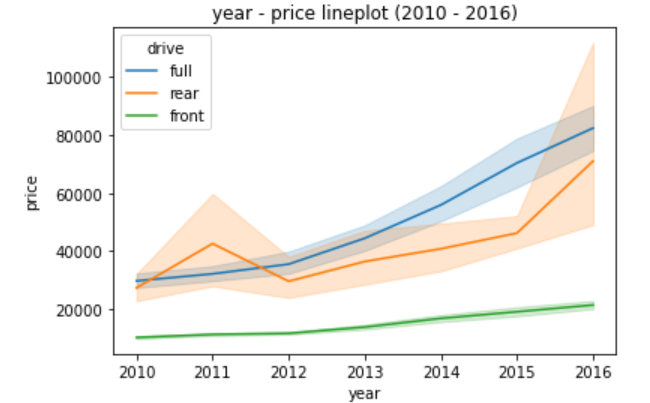 year - price lineplot (2010 - 2016)
drive
full
rear
front
100000
80000
60000
40000
20000
price
2010 2011 2012 2013 2014 2015 2016
year